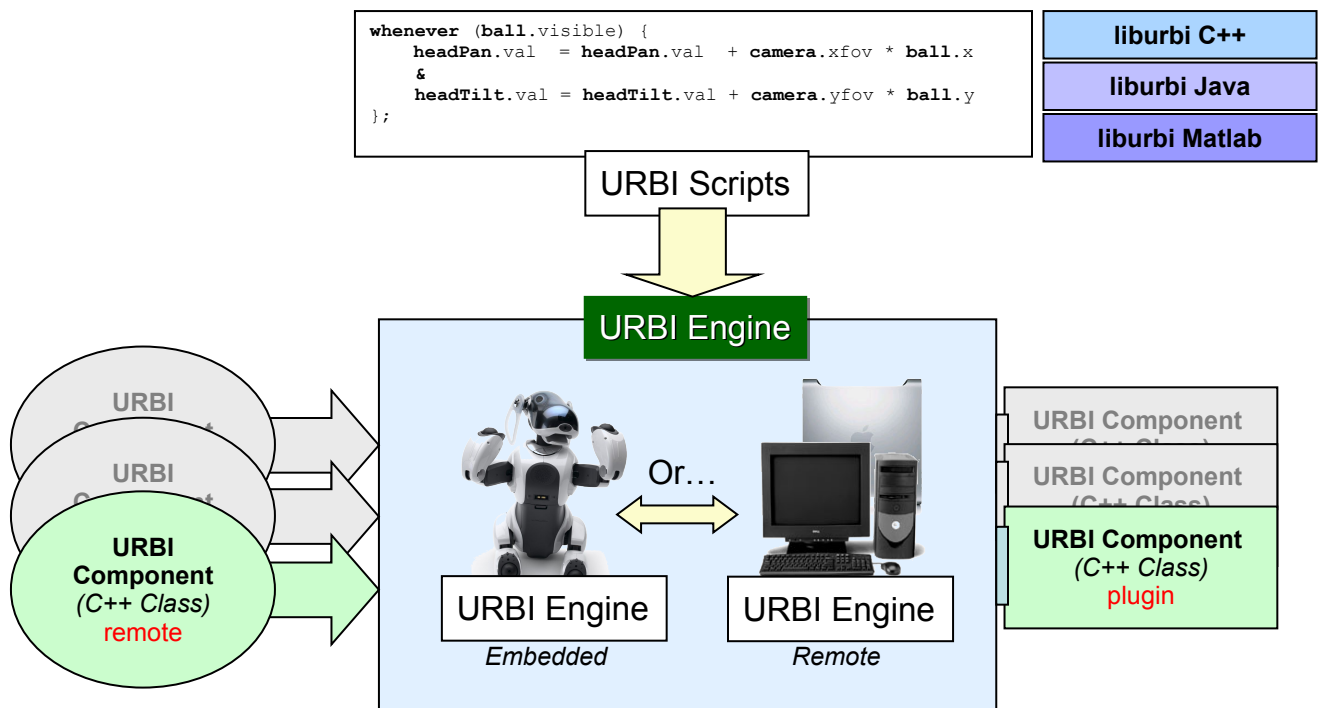 whenever (ball.visible) {
headPan.val = headPan.val + camera.xfov * ball.x
&
headTilt.val = headTilt.val + camera.yfov * ball.y
};
liburbi C++
liburbi Java
liburbi Matlab
URBI Scripts
URBI Engine
URBI
URBI
URBI
Component
(C++ Class)
remote
Or…
URBI Engine
Embedded
URBI Engine
Remote
URBI Component
(C++ Class)
URBI Component
(C++ Class)
URBI Component
(C++ Class)
plugin